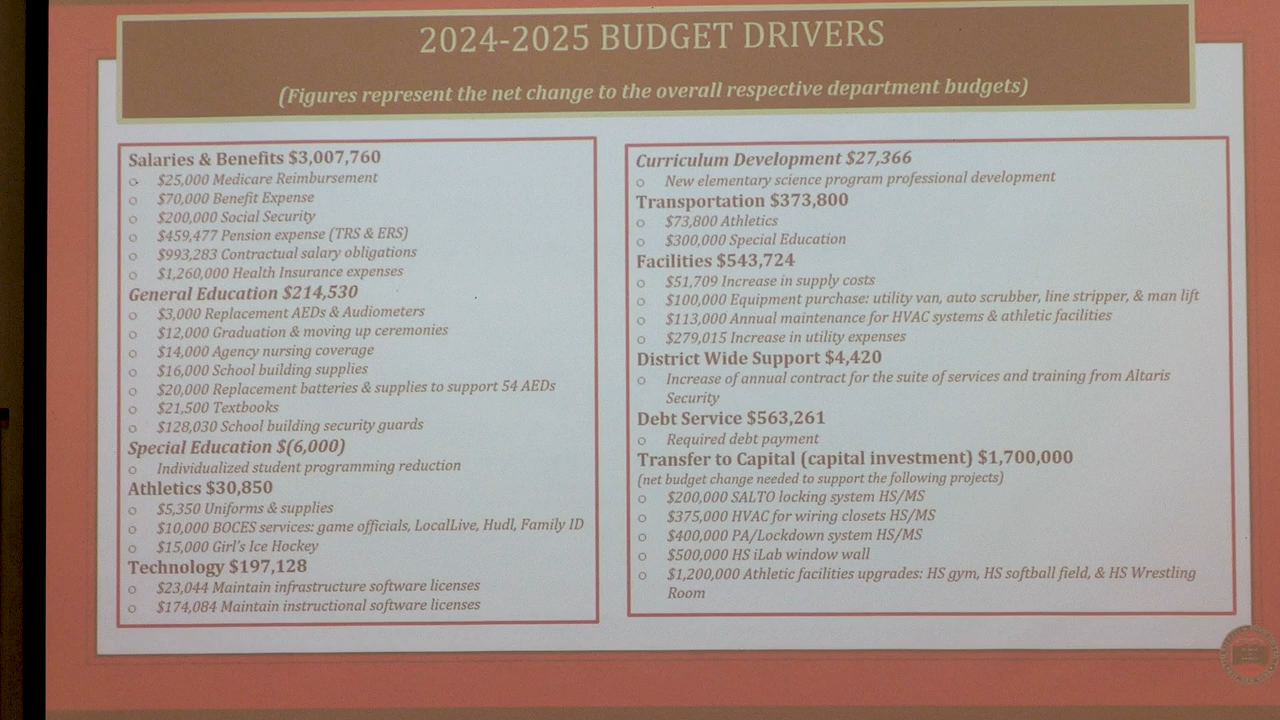 2024-2025 BUDGET DRIVERS
(Figures represent the net change to the overall respective department budgets)
Salaries & Benefits $3,007,760
o $25,000 Medicare Reimbursement
o $70,000 Benefit Expense
o $200,000 Social Security
o $459,477 Pension expense (TRS & ERS)
o $993,283 Contractual salary obligations
o $1,260,000 Health Insurance expenses
General Education $214,530
o $3,000 Replacement AEDs & Audiometers
o $12,000 Graduation & moving up ceremonies
o $14,000 Agency nursing coverage
o $16,000 School building supplies
o $20,000 Replacement batteries & supplies to support 54 AEDs
o $21,500 Textbooks
o $128,030 School building security guards
Special Education $(6,000)
o Individualized student programming reduction
Athletics $30,850
o $5,350 Uniforms & supplies
o $10,000 BOCES services: game officials, LocalLive, Hudl, Family ID
o $15,000 Girl's Ice Hockey
Technology $197,128
o $23,044 Maintain infrastructure software licenses
o $174,084 Maintain instructional software licenses
Curriculum Development $27,366
o New elementary science program professional development
Transportation $373,800
o $73,800 Athletics
o $300,000 Special Education
Facilities $543,724
o $51,709 Increase in supply costs
o $100,000 Equipment purchase: utility van, auto scrubber, line stripper, & man lift
o $113,000 Annual maintenance for HVAC systems & athletic facilities
o $279,015 Increase in utility expenses
District Wide Support $4,420
o Increase of annual contract for the suite of services and training from Altaris
Security
Debt Service $563,261
o Required debt payment
Transfer to Capital (capital investment) $1,700,000
(net budget change needed to support the following projects)
o $200,000 SALTO locking system HS/MS
o $375,000 HVAC for wiring closets HS/MS
o $400,000 PA/Lockdown system HS/MS
o $500,000 HS iLab window wall
o $1,200,000 Athletic facilities upgrades: HS gym, HS softball field, & HS Wrestling
Room